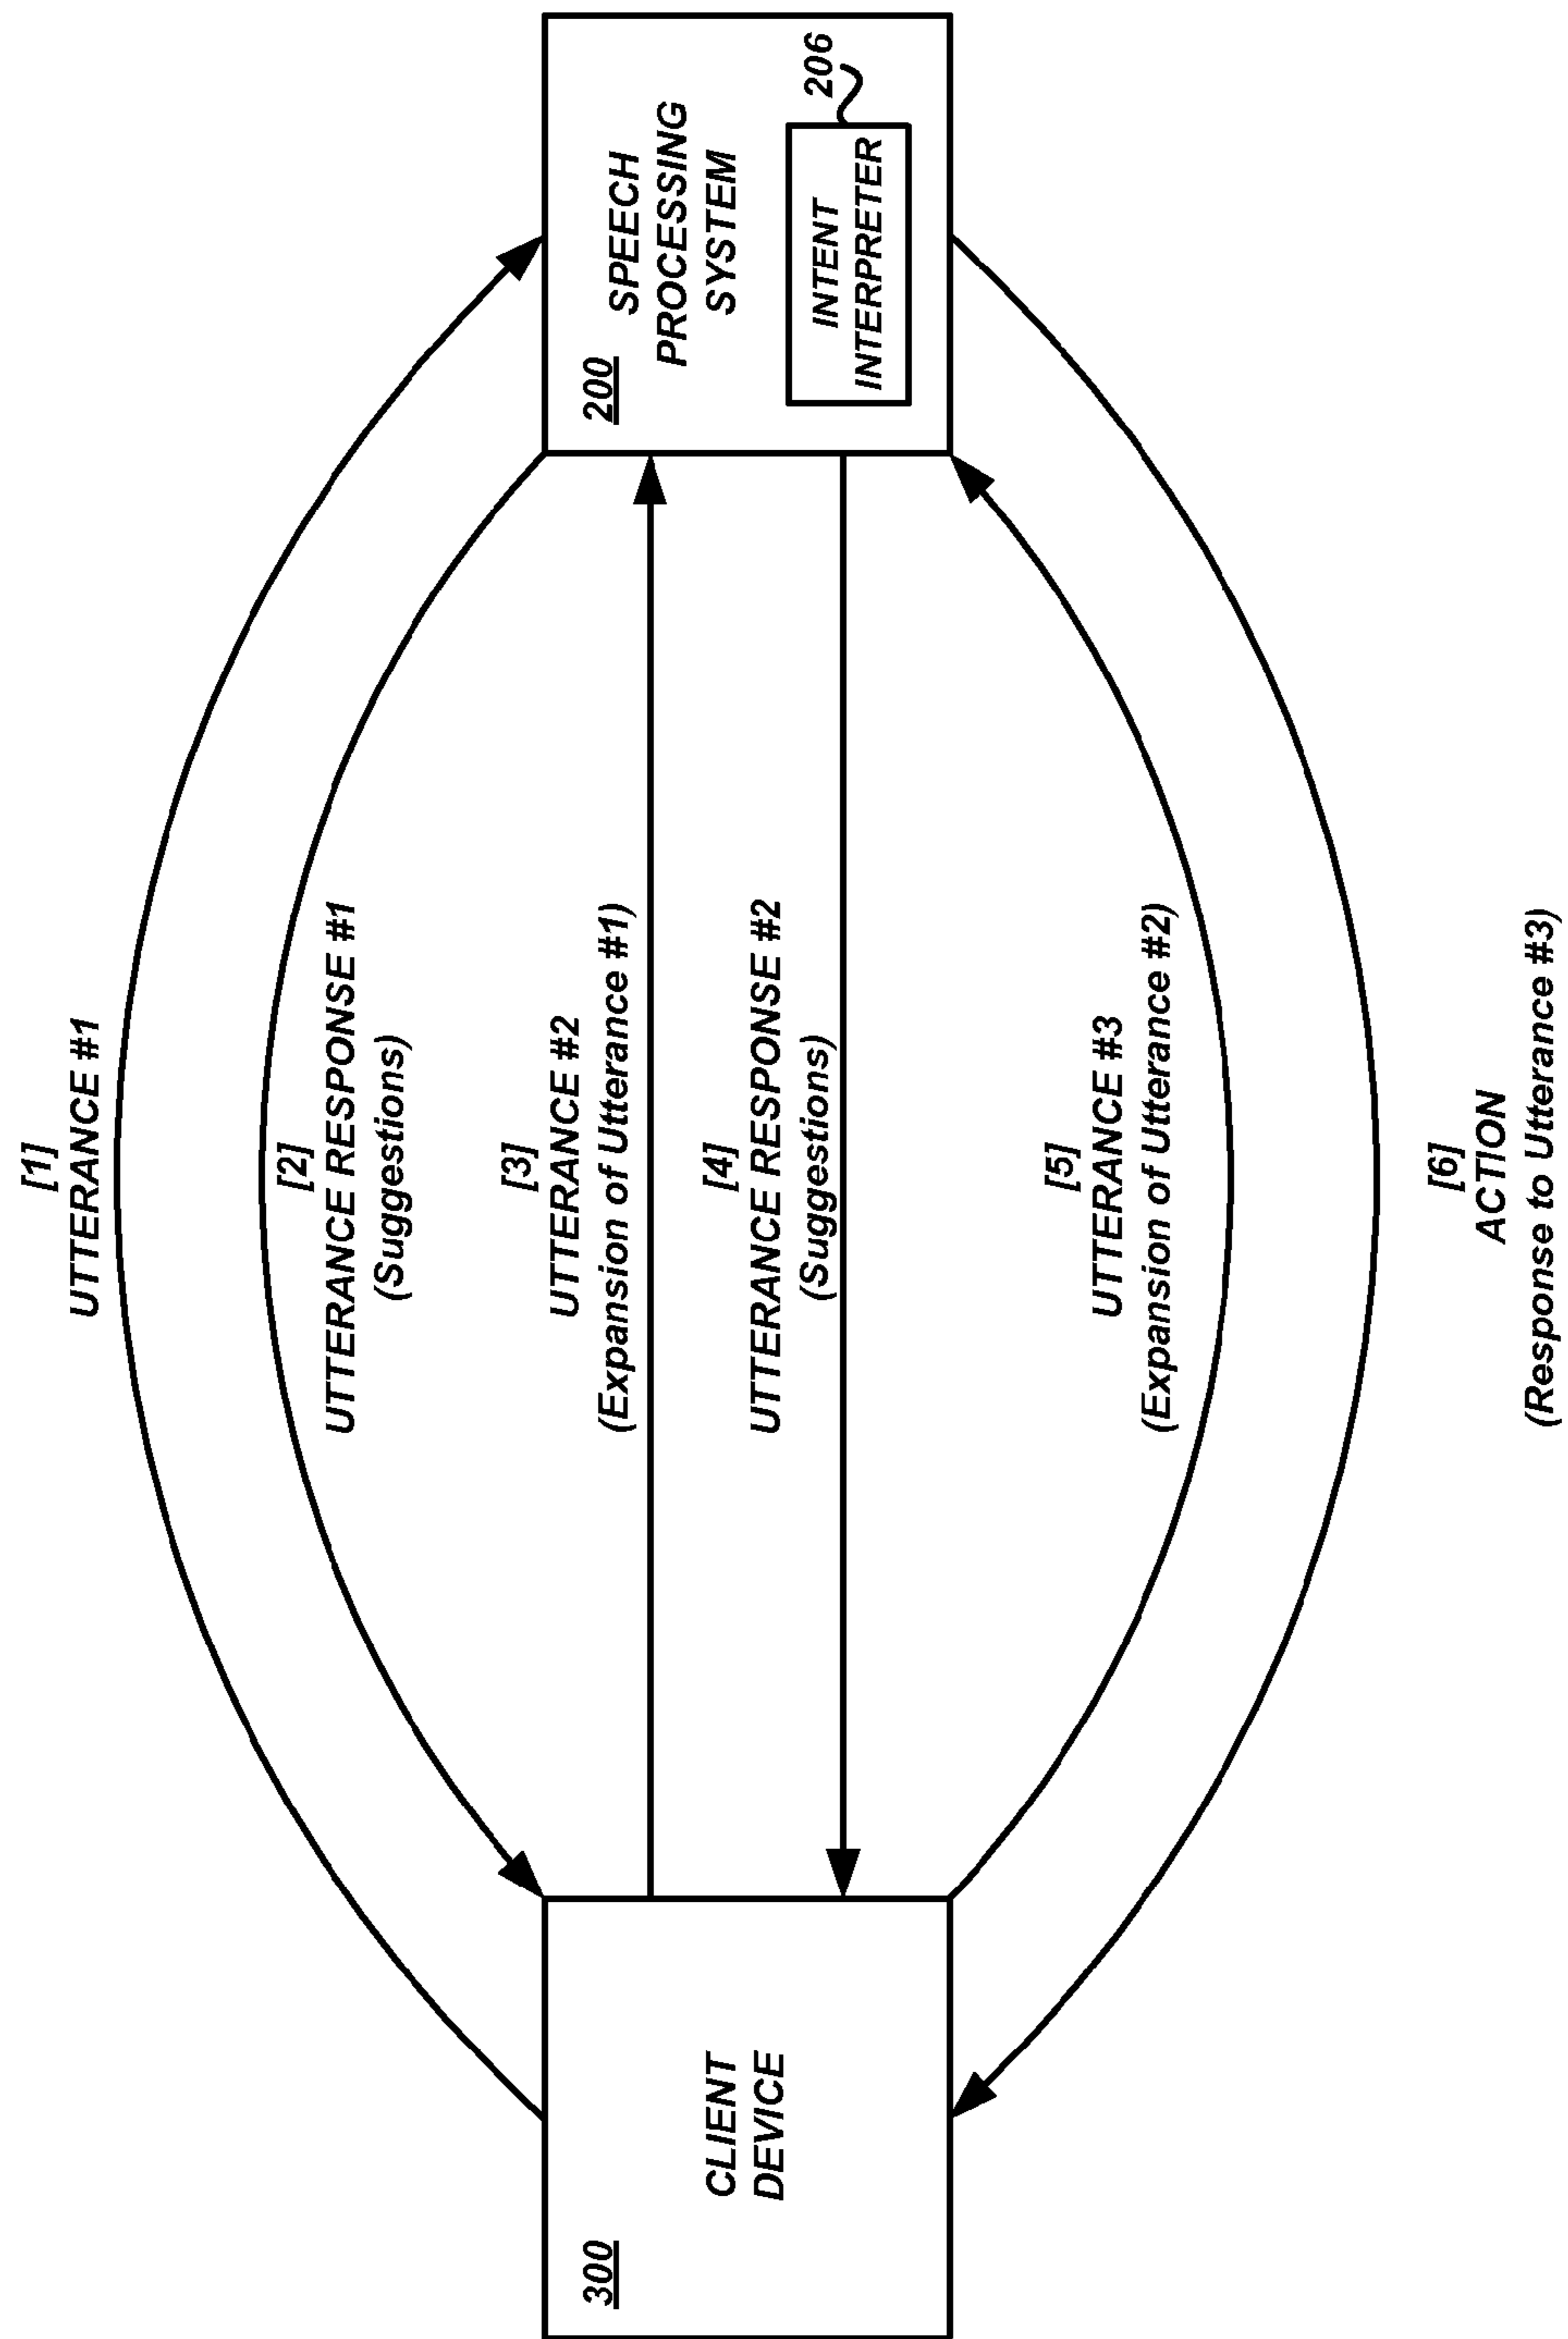 [1]
UTTERANCE #1
[2]
UTTERANCE RESPONSE #1
(Suggestions)
[3]
UTTERANCE #2
(Expansion of Utterance #1)
300
CLIENT
DEVICE
200
SPEECH
PROCESSING
SYSTEM
INTENT
INTERPRETER
206
[4]
UTTERANCE RESPONSE #2
(Suggestions)
[5]
UTTERANCE #3
(Expansion of Utterance #2)
[6]
ACTION
(Response to Utterance #3)